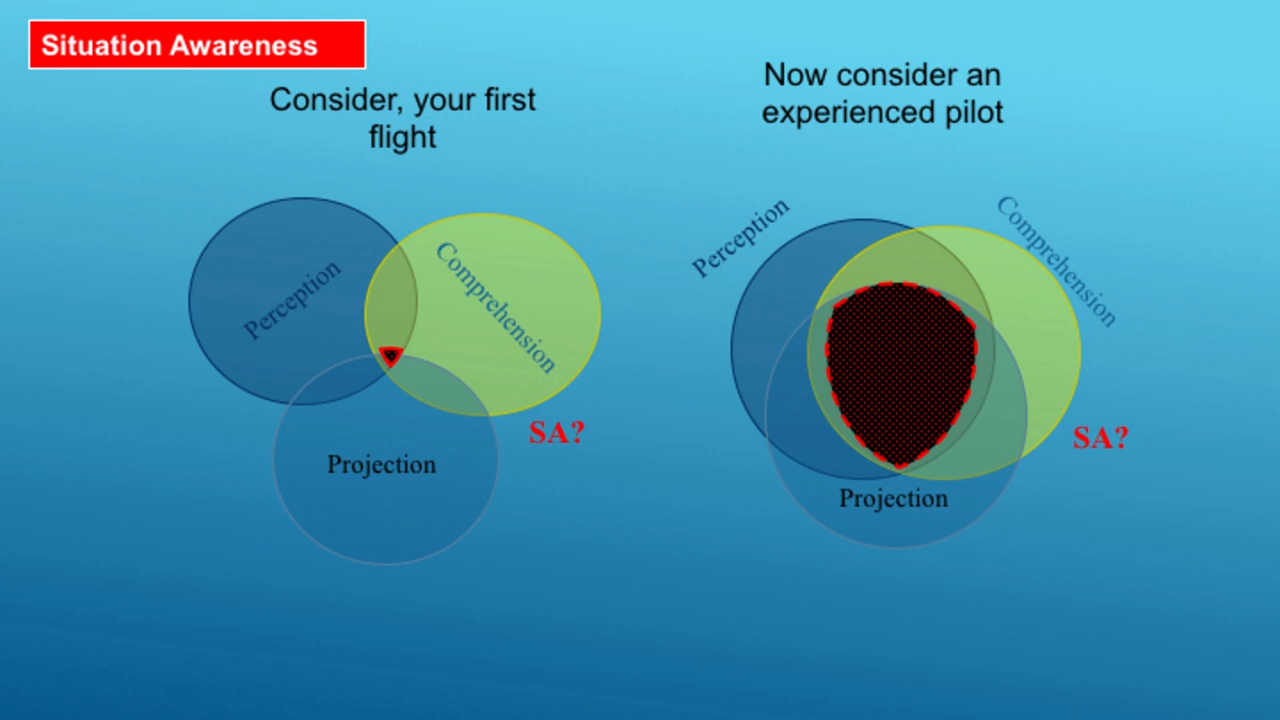 Situation Awareness
Consider, your first
flight
Now consider an
experienced pilot
Perception
Comprehension
Projection
SA?
Perception
Comprehension
Projection
SA?